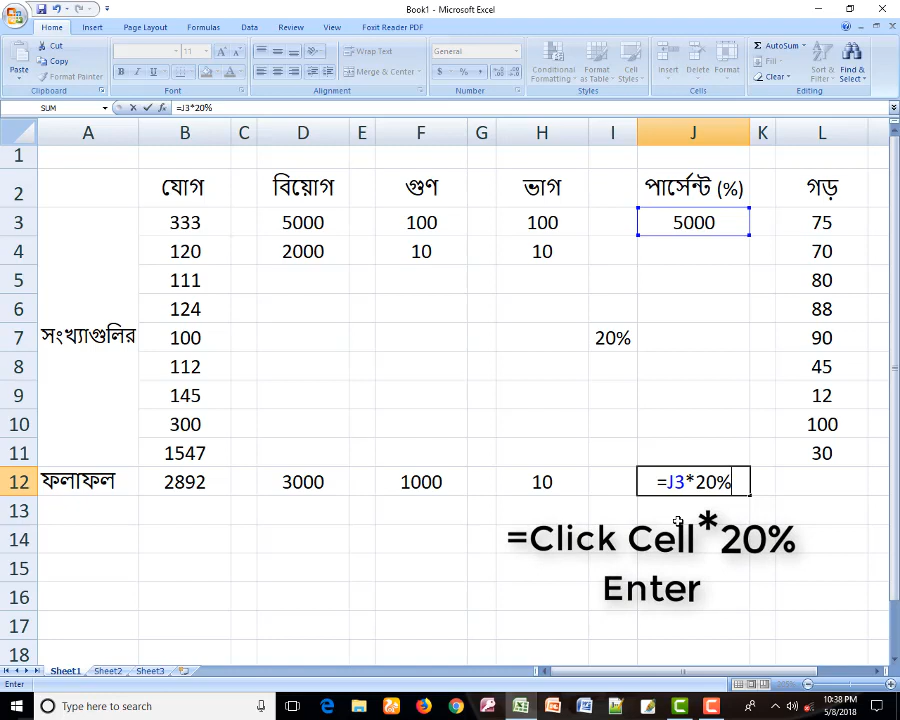 Book1 - Microsoft Excel
Home Insert Page Layout Formulas Data Review View Foxit Reader PDF
Cut
Copy
Format Painter
Paste
Clipboard
11
Font
Wrap Text
Merge & Center
Alignment
General
Number
Conditional Formatting
Format as Table
Cell Styles
Styles
Insert Delete Format
Cells
AutoSum
Fill
Clear
Sort & Filter
Find & Select
Editing
SUM =J3*20%
A B C D E F G H I J K L
1
2 যোগ বিয়োগ গুণ ভাগ পার্সেন্ট (%) গড়
3 333 5000 100 100 5000 75
4 120 2000 10 10 70
5 111 80
6 124 88
7 সংখ্যাগুলির 100 20% 90
8 112 45
9 145 12
10 300 100
11 1547 30
12 ফলাফল 2892 3000 1000 10 =J3*20%
13
14
15
16
17
18
=Click Cell*20%
Enter
Sheet1 Sheet2 Sheet3
Enter
Type here to search
10:38 PM
5/8/2018